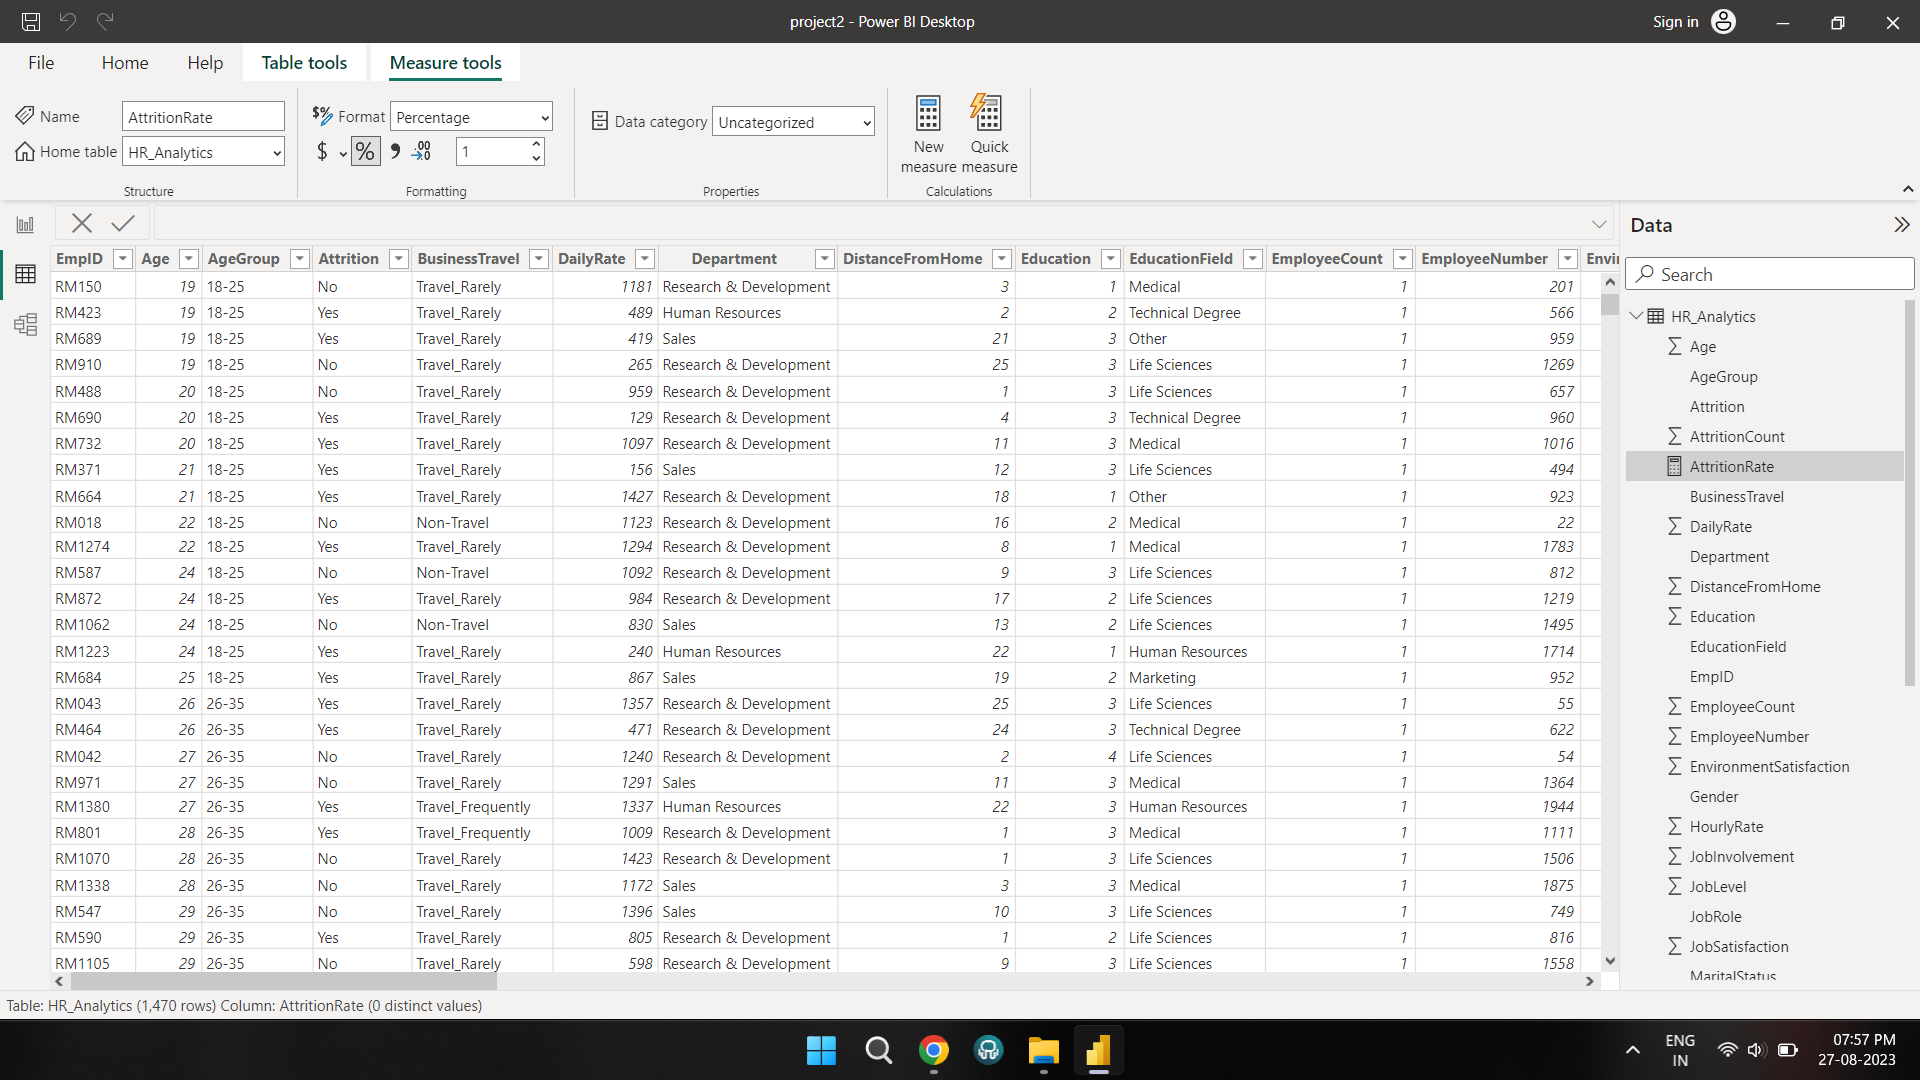 project2 - Power BI Desktop
Sign in
File Home Help Table tools Measure tools
Name AttritionRate
Home table HR_Analytics
Structure
$% Format Percentage
$ % , .00 →.0 1
Formatting
Data category Uncategorized
Properties
New measure
Quick measure
Calculations
EmpID Age AgeGroup Attrition BusinessTravel DailyRate Department DistanceFromHome Education EducationField EmployeeCount EmployeeNumber Envir
RM150 19 18-25 No Travel_Rarely 1181 Research & Development 3 1 Medical 1 201
RM423 19 18-25 Yes Travel_Rarely 489 Human Resources 2 2 Technical Degree 1 566
RM689 19 18-25 Yes Travel_Rarely 419 Sales 21 3 Other 1 959
RM910 19 18-25 No Travel_Rarely 265 Research & Development 25 3 Life Sciences 1 1269
RM488 20 18-25 No Travel_Rarely 959 Research & Development 1 3 Life Sciences 1 657
RM690 20 18-25 Yes Travel_Rarely 129 Research & Development 4 3 Technical Degree 1 960
RM732 20 18-25 Yes Travel_Rarely 1097 Research & Development 11 3 Medical 1 1016
RM371 21 18-25 Yes Travel_Rarely 156 Sales 12 3 Life Sciences 1 494
RM664 21 18-25 Yes Travel_Rarely 1427 Research & Development 18 1 Other 1 923
RM018 22 18-25 No Non-Travel 1123 Research & Development 16 2 Medical 1 22
RM1274 22 18-25 Yes Travel_Rarely 1294 Research & Development 8 1 Medical 1 1783
RM587 24 18-25 No Non-Travel 1092 Research & Development 9 3 Life Sciences 1 812
RM872 24 18-25 Yes Travel_Rarely 984 Research & Development 17 2 Life Sciences 1 1219
RM1062 24 18-25 No Non-Travel 830 Sales 13 2 Life Sciences 1 1495
RM1223 24 18-25 Yes Travel_Rarely 240 Human Resources 22 1 Human Resources 1 1714
RM684 25 18-25 Yes Travel_Rarely 867 Sales 19 2 Marketing 1 952
RM043 26 26-35 Yes Travel_Rarely 1357 Research & Development 25 3 Life Sciences 1 55
RM464 26 26-35 Yes Travel_Rarely 471 Research & Development 24 3 Technical Degree 1 622
RM042 27 26-35 No Travel_Rarely 1240 Research & Development 2 4 Life Sciences 1 54
RM971 27 26-35 No Travel_Rarely 1291 Sales 11 3 Medical 1 1364
RM1380 27 26-35 Yes Travel_Frequently 1337 Human Resources 22 3 Human Resources 1 1944
RM801 28 26-35 Yes Travel_Frequently 1009 Research & Development 1 3 Medical 1 1111
RM1070 28 26-35 No Travel_Rarely 1423 Research & Development 1 3 Life Sciences 1 1506
RM1338 28 26-35 No Travel_Rarely 1172 Sales 3 3 Medical 1 1875
RM547 29 26-35 No Travel_Rarely 1396 Sales 10 3 Life Sciences 1 749
RM590 29 26-35 Yes Travel_Rarely 805 Research & Development 1 2 Life Sciences 1 816
RM1105 29 26-35 No Travel_Rarely 598 Research & Development 9 3 Life Sciences 1 1558
Data
Search
HR_Analytics
Age
AgeGroup
Attrition
AttritionCount
AttritionRate
BusinessTravel
DailyRate
Department
DistanceFromHome
Education
EducationField
EmpID
EmployeeCount
EmployeeNumber
EnvironmentSatisfaction
Gender
HourlyRate
JobInvolvement
JobLevel
JobRole
JobSatisfaction
MaritalStatus
Table: HR_Analytics (1,470 rows) Column: AttritionRate (0 distinct values)
ENG
IN
07:57 PM
27-08-2023